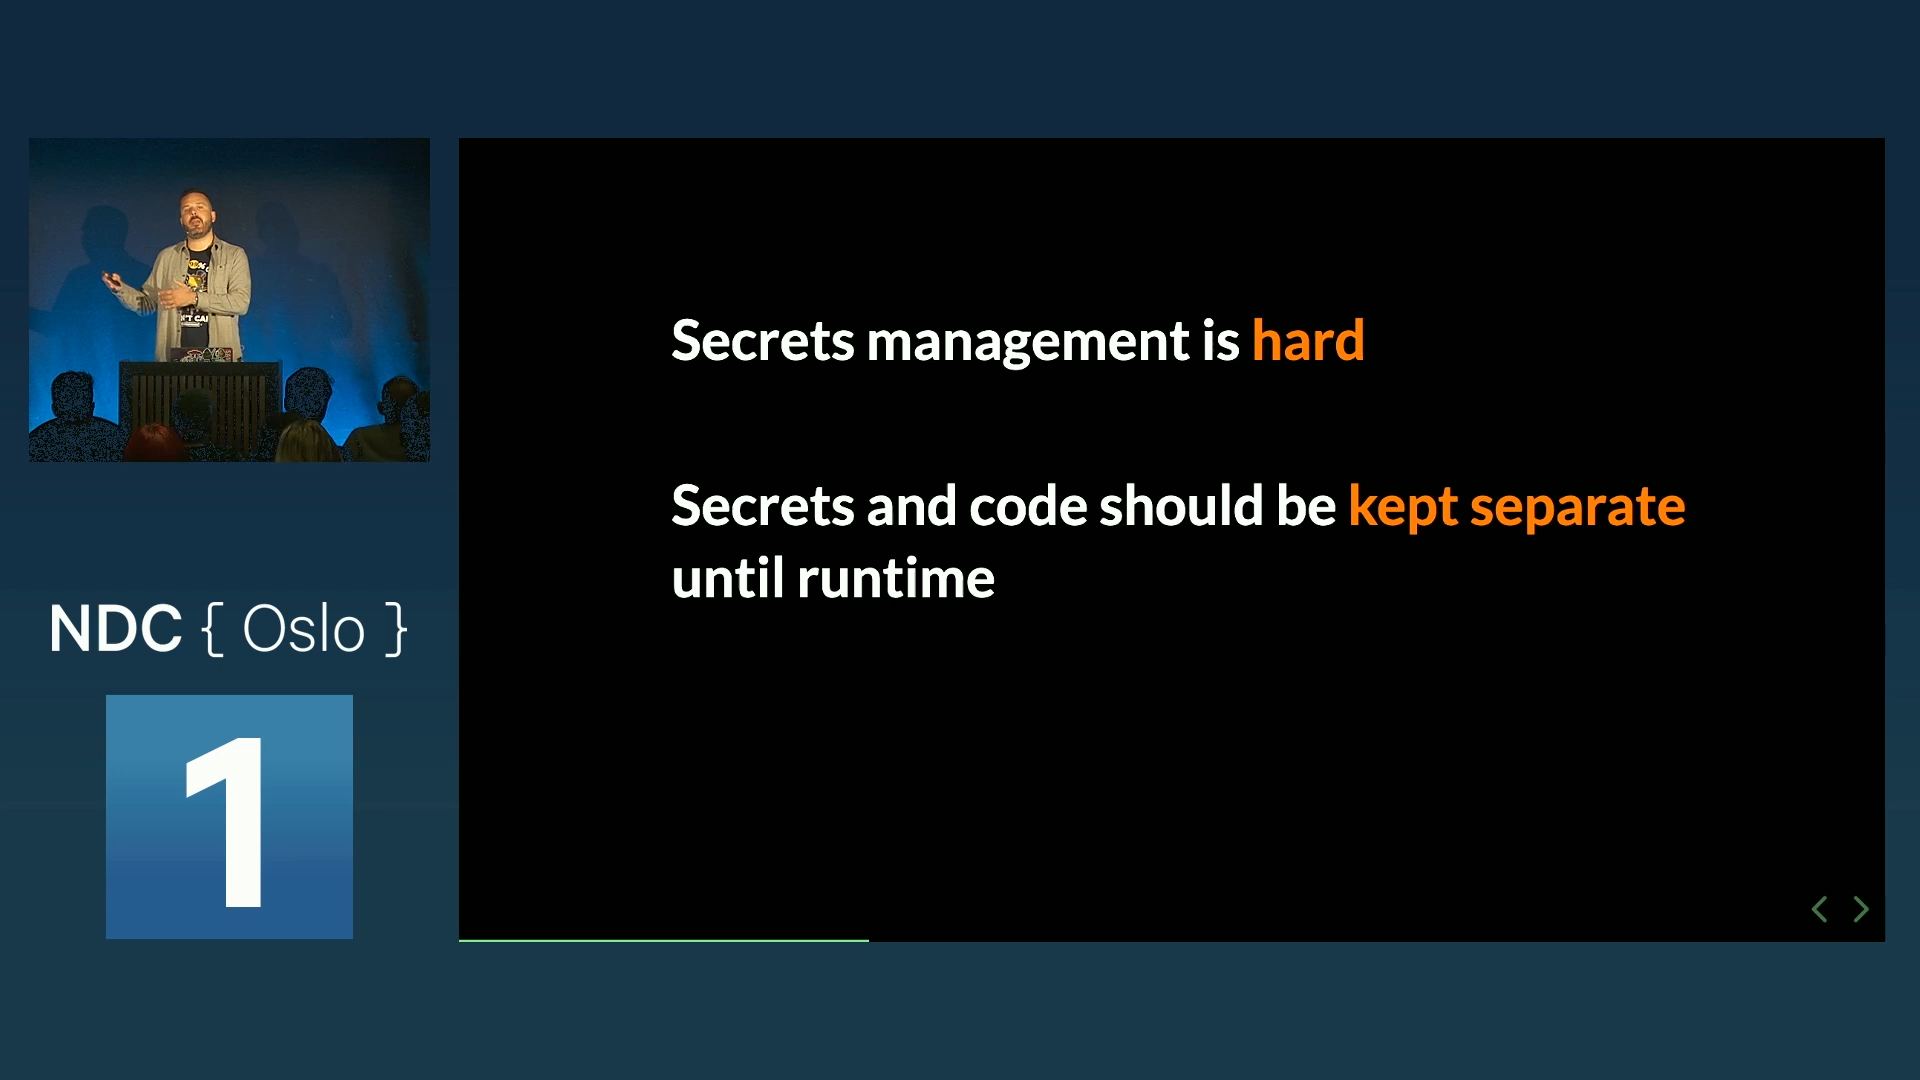 Secrets management is hard
Secrets and code should be kept separate
until runtime
NDC { Oslo }
1